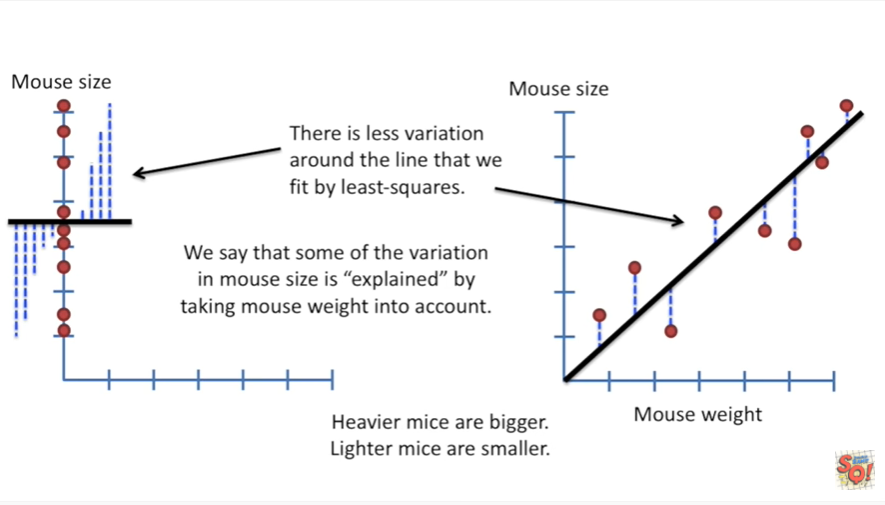 Mouse size
Mouse size
There is less variation
around the line that we
fit by least-squares.
We say that some of the variation
in mouse size is “explained” by
taking mouse weight into account.
Mouse weight
Heavier mice are bigger.
Lighter mice are smaller.
SQ!